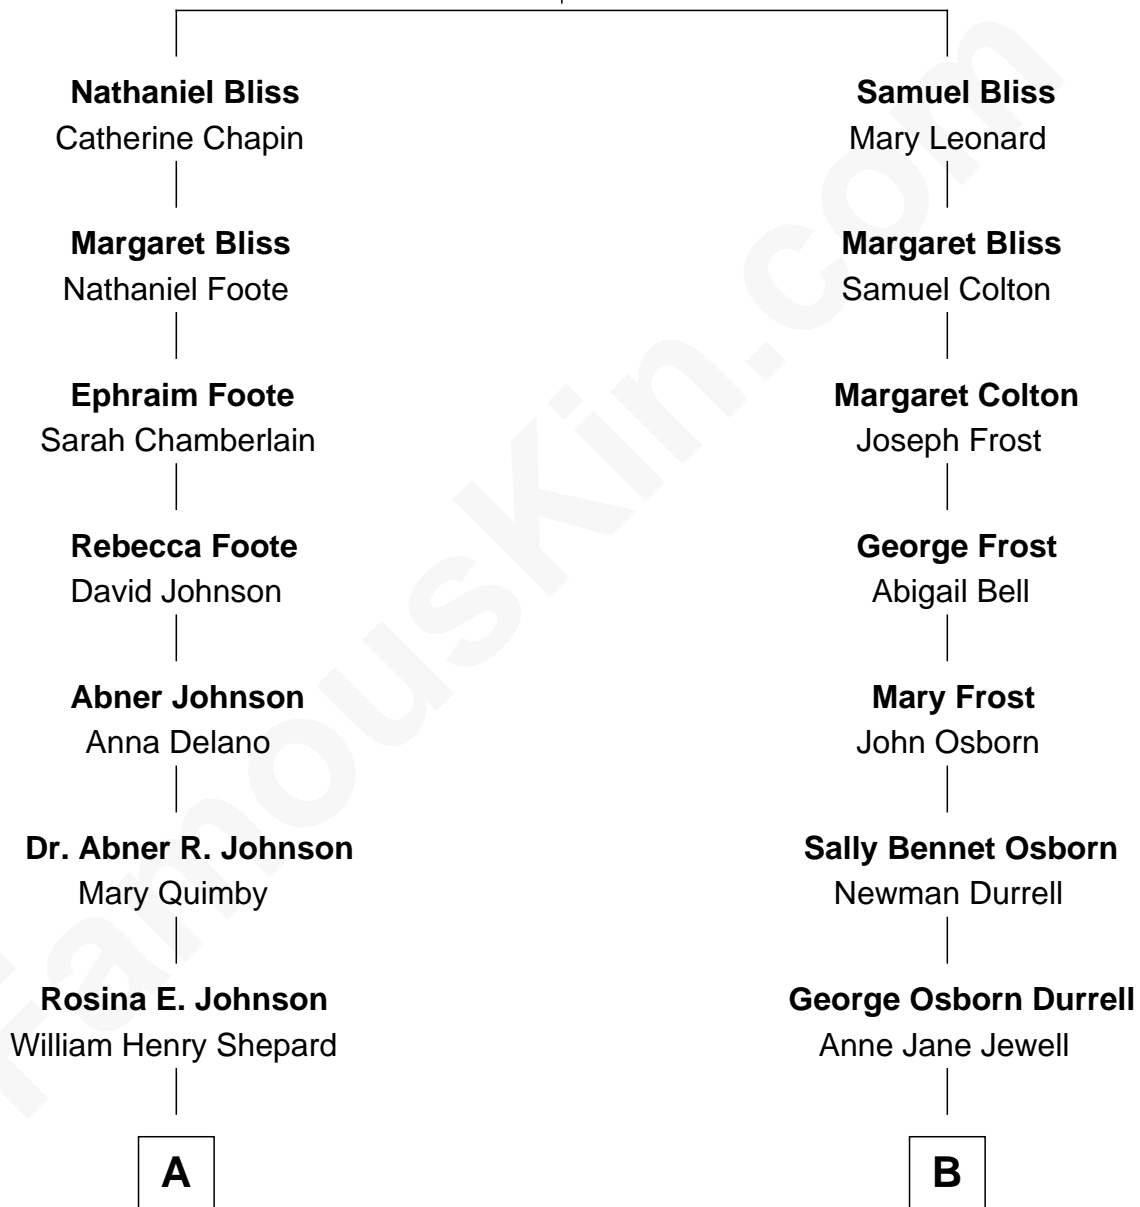 Nathaniel Bliss
Catherine Chapin
Samuel Bliss
Mary Leonard
Margaret Bliss
Nathaniel Foote
Margaret Bliss
Samuel Colton
Ephraim Foote
Sarah Chamberlain
Margaret Colton
Joseph Frost
Rebecca Foote
David Johnson
George Frost
Abigail Bell
Abner Johnson
Anna Delano
Mary Frost
John Osborn
Dr. Abner R. Johnson
Mary Quimby
Sally Bennet Osborn
Newman Durrell
Rosina E. Johnson
William Henry Shepard
George Osborn Durrell
Anne Jane Jewell
A
B
FamousKin.com